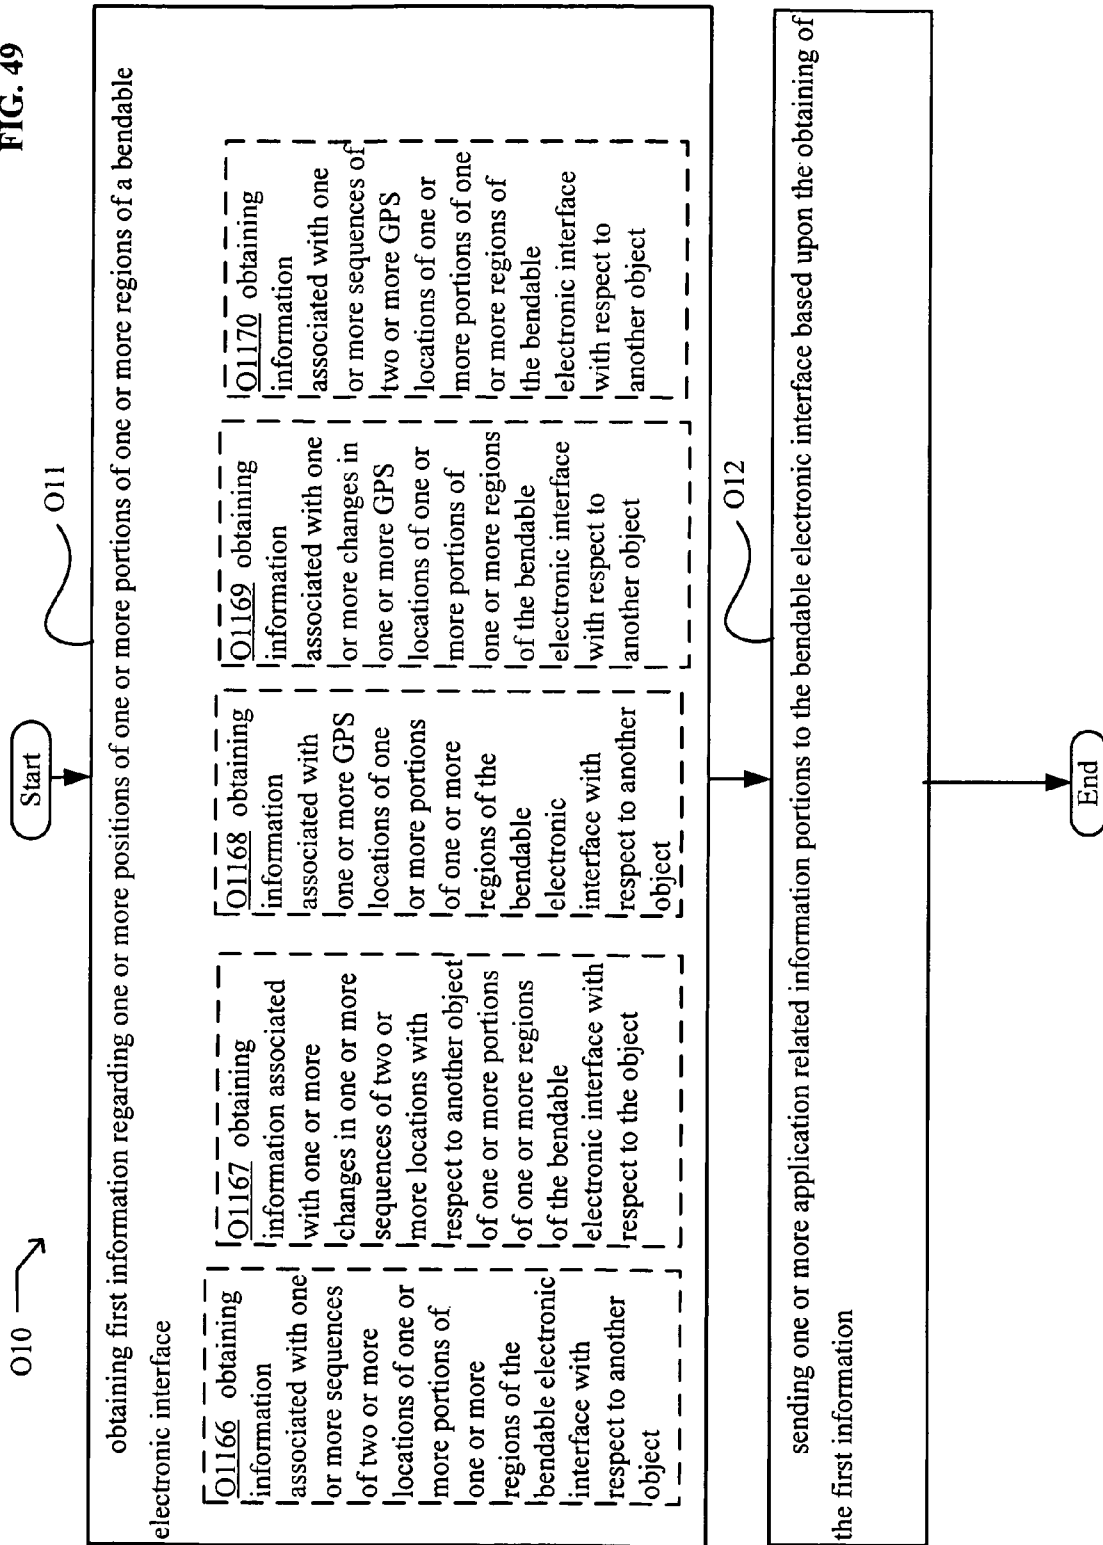 FIG. 49
O10
Start
O11
obtaining first information regarding one or more positions of one or more portions of one or more regions of a bendable
electronic interface
O1166 obtaining
information
associated with one
or more sequences
of two or more
locations of one or
more portions of
one or more
regions of the
bendable electronic
interface with
respect to another
object
O1167 obtaining
information associated
with one or more
changes in one or more
sequences of two or
more locations with
respect to another object
of one or more portions
of one or more regions
of the bendable
electronic interface with
respect to the object
O1168 obtaining
information
associated with
one or more GPS
locations of one
or more portions
of one or more
regions of the
bendable
electronic
interface with
respect to another
object
O1169 obtaining
information
associated with one
or more changes in
one or more GPS
locations of one or
more portions of
one or more regions
of the bendable
electronic interface
with respect to
another object
O1170 obtaining
information
associated with one
or more sequences of
two or more GPS
locations of one or
more portions of one
or more regions of
the bendable
electronic interface
with respect to
another object
O12
sending one or more application related information portions to the bendable electronic interface based upon the obtaining of
the first information
End